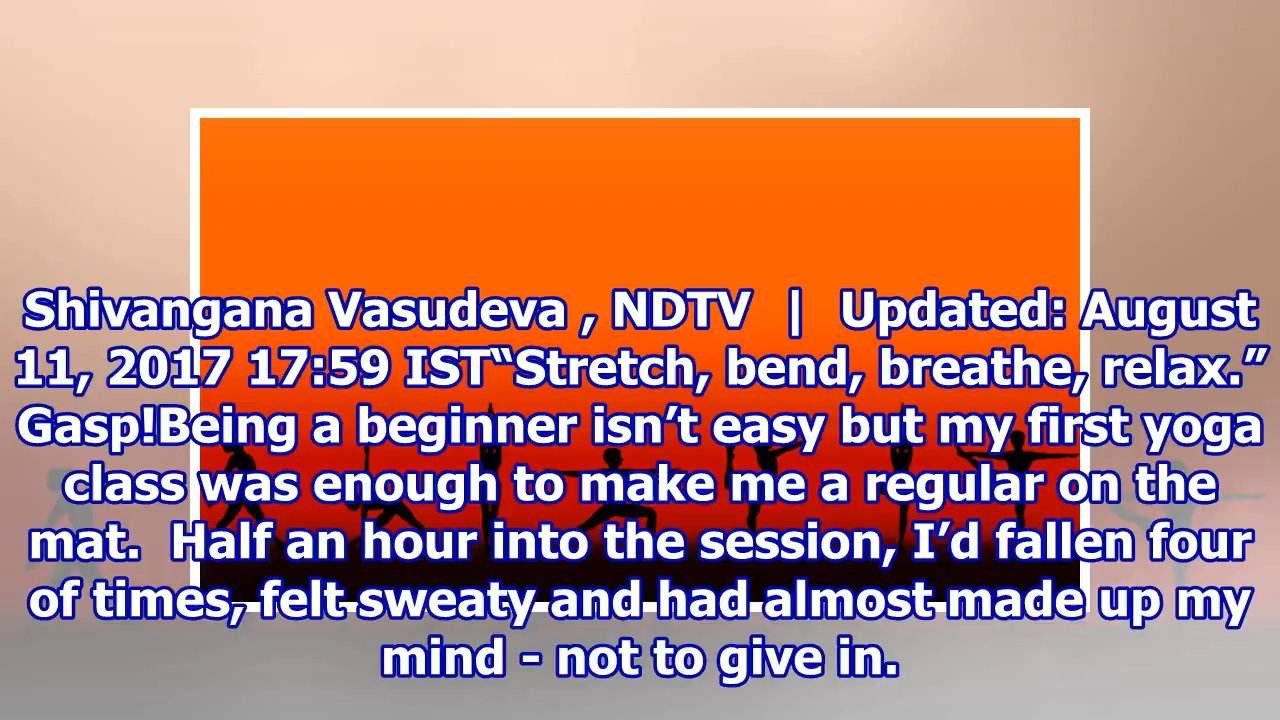 Shivangana Vasudeva , NDTV  |  Updated: August
11, 2017 17:59 IST“Stretch, bend, breathe, relax.”
Gasp!Being a beginner isn’t easy but my first yoga
class was enough to make me a regular on the
mat.  Half an hour into the session, I’d fallen four
of times, felt sweaty and had almost made up my
mind - not to give in.